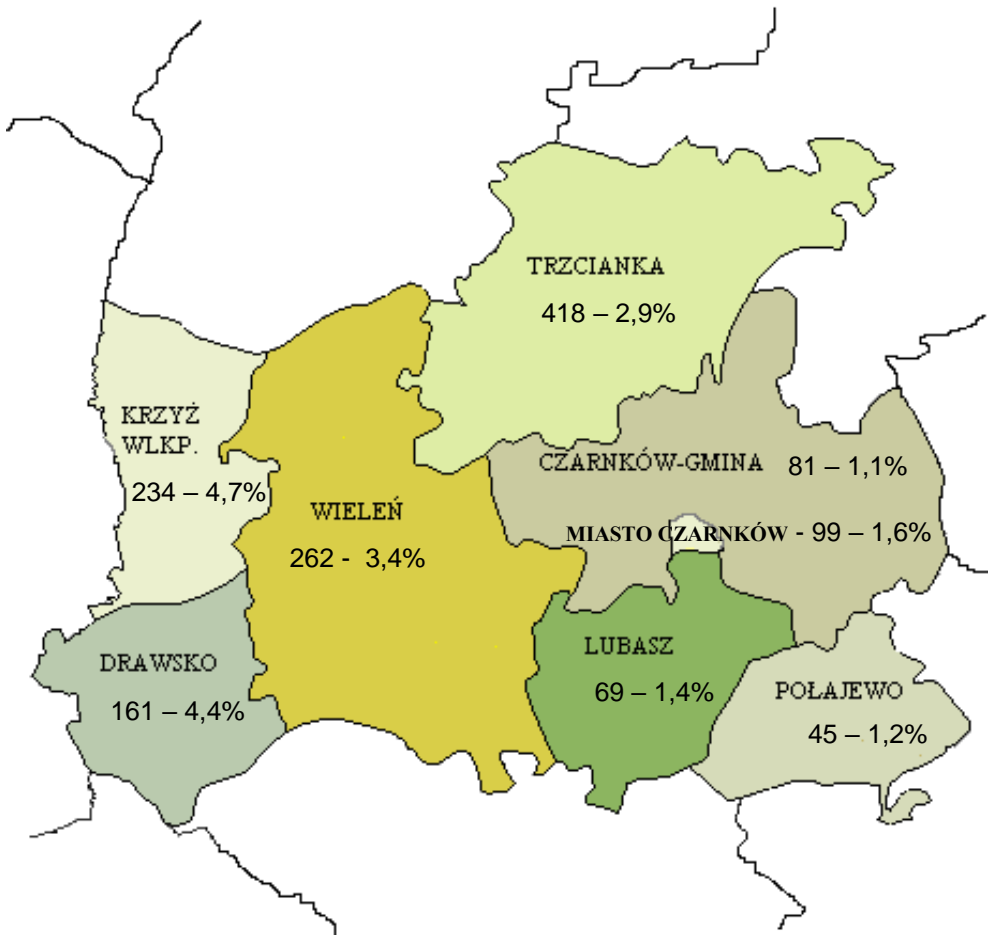 TRZCIANKA
418 – 2,9%
KRZYŻ
WLKP.
234 – 4,7%
CZARNKÓW-GMINA 81 – 1,1%
WIELEŃ
262 - 3,4%
MIASTO CZARNKÓW - 99 – 1,6%
DRAWSKO
161 – 4,4%
LUBASZ
69 – 1,4%
POŁAJEWO
45 – 1,2%